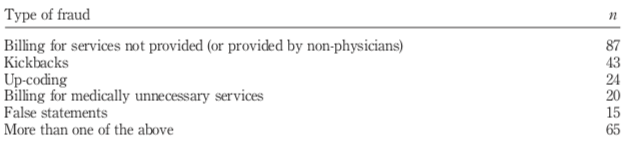 Type of fraud n
Billing for services not provided (or provided by non-physicians) 87
Kickbacks 43
Up-coding 24
Billing for medically unnecessary services 20
False statements 15
More than one of the above 65